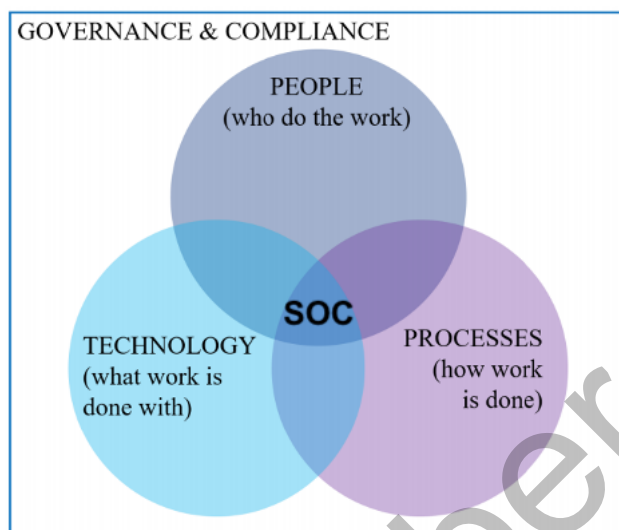 GOVERNANCE & COMPLIANCE
PEOPLE
(who do the work)
SOC
TECHNOLOGY
(what work is
done with)
PROCESSES
(how work
is done)